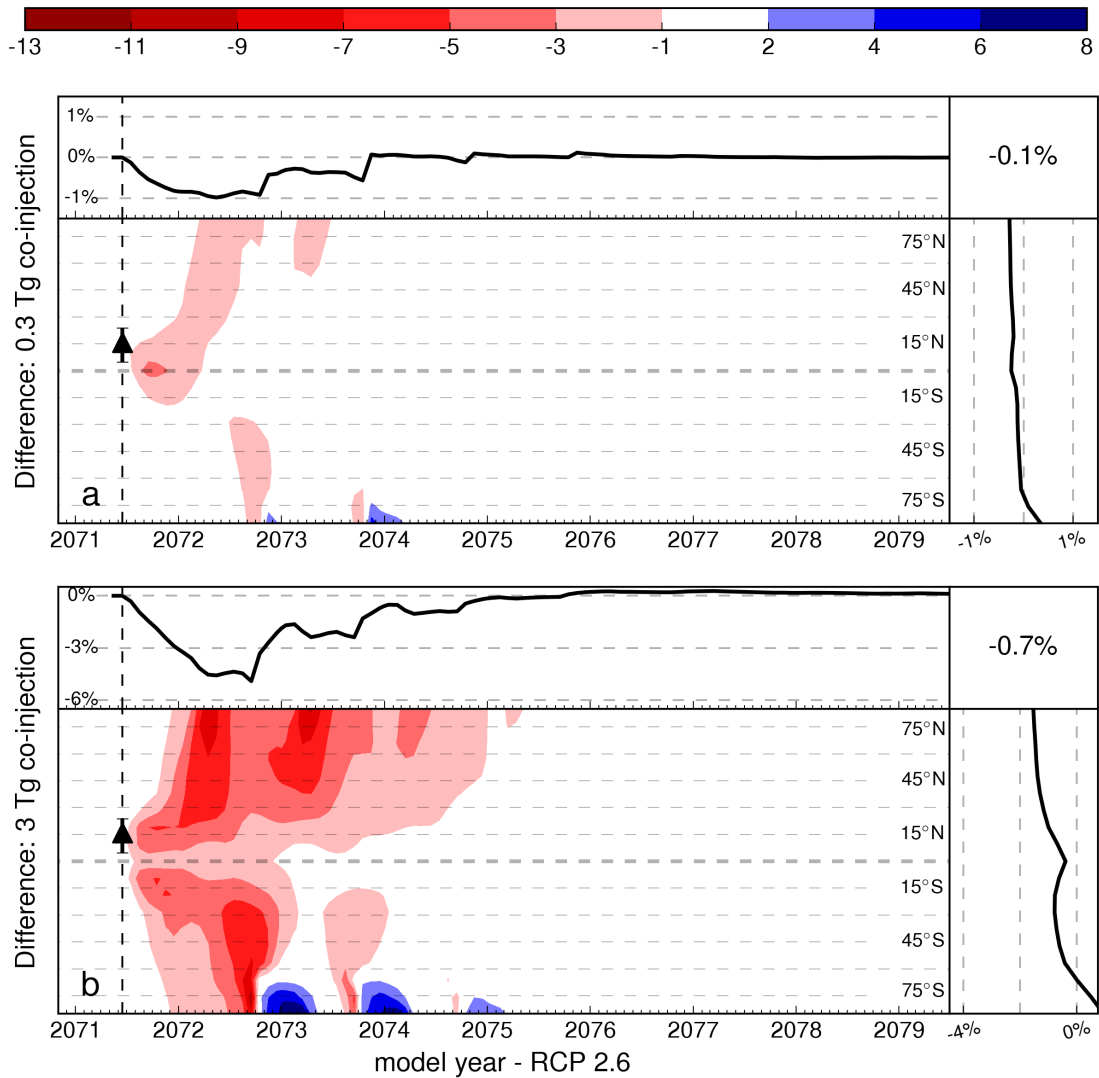 -13 -11 -9 -7 -5 -3 -1 2 4 6 8
Difference: 0.3 Tg co-injection
1%
0%
-1%
-0.1%
75°N
45°N
15°N
15°S
45°S
75°S
a
2071 2072 2073 2074 2075 2076 2077 2078 2079
-1% 1%
Difference: 3 Tg co-injection
0%
-3%
-6%
-0.7%
75°N
45°N
15°N
15°S
45°S
75°S
b
2071 2072 2073 2074 2075 2076 2077 2078 2079
-4% 0%
model year - RCP 2.6